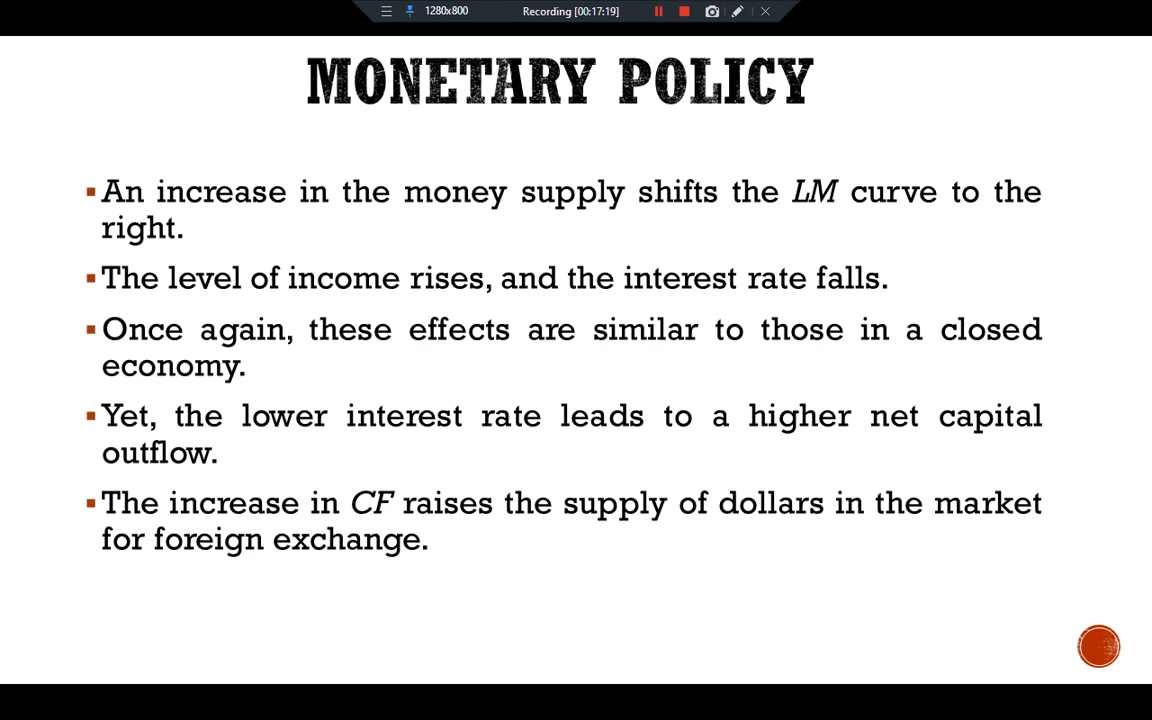 1280x800 Recording [00:17:19]
MONETARY POLICY
▪An increase in the money supply shifts the LM curve to the
right.
▪The level of income rises, and the interest rate falls.
▪Once again, these effects are similar to those in a closed
economy.
▪Yet, the lower interest rate leads to a higher net capital
outflow.
▪The increase in CF raises the supply of dollars in the market
for foreign exchange.